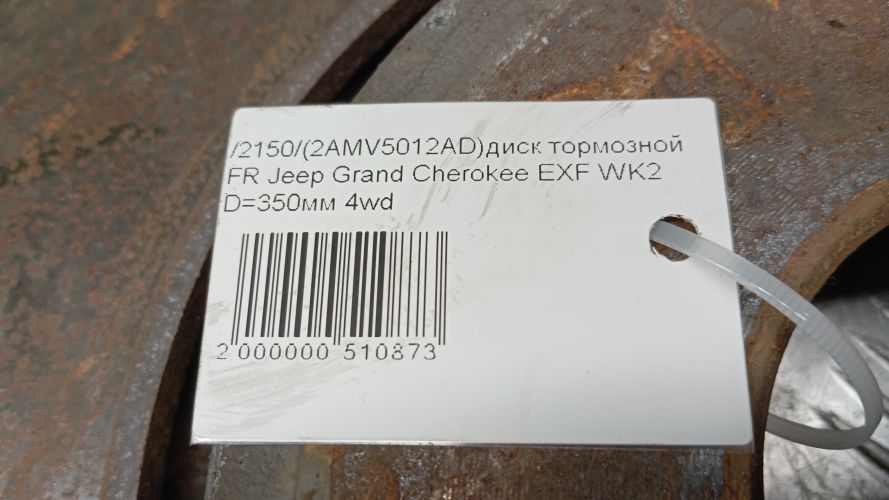 /2150/(2AMV5012AD)диск тормозной
FR Jeep Grand Cherokee EXF WK2
D=350мм 4wd
2 000000 510873